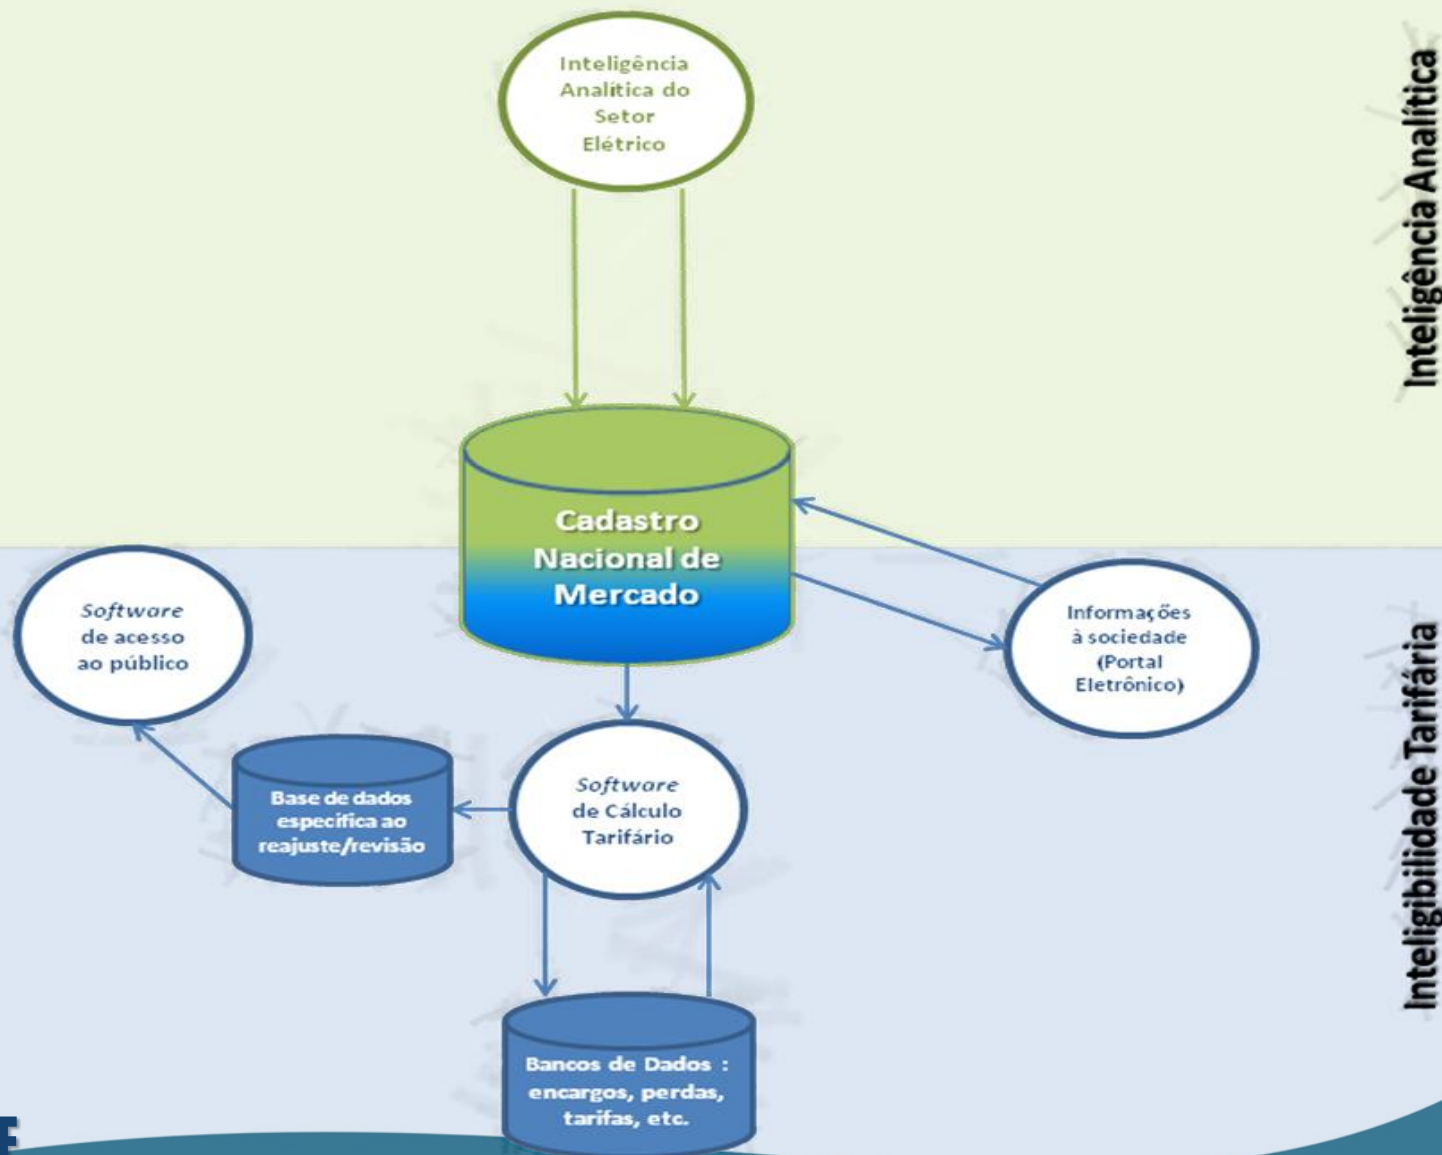 Inteligência
Analítica do
Setor
Elétrico
Inteligência Analítica
Cadastro
Nacional de
Mercado
Software
de acesso
ao público
Informações
à sociedade
(Portal
Eletrônico)
Inteligibilidade Tarifária
Base de dados
específica ao
reajuste/revisão
Software
de Cálculo
Tarifário
Bancos de Dados :
encargos, perdas,
tarifas, etc.